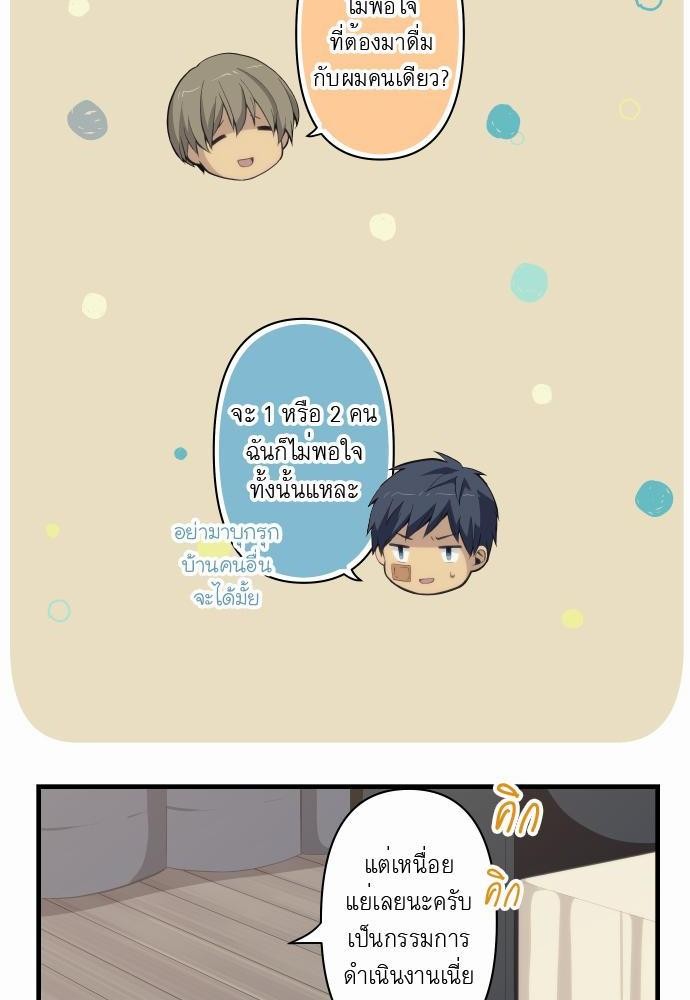 ไม่พอใจ
ที่ต้องมาดื่ม
กับผมคนเดียว?
จะ 1 หรือ 2 คน
ฉันก็ไม่พอใจ
ทั้งนั้นแหละ
อย่ามาบุกรุก
บ้านคนอื่น
จะได้มั้ย
คิก
คิก
แต่เหนื่อย
แย่เลยนะครับ
เป็นกรรมการ
ดำเนินงานเนี่ย